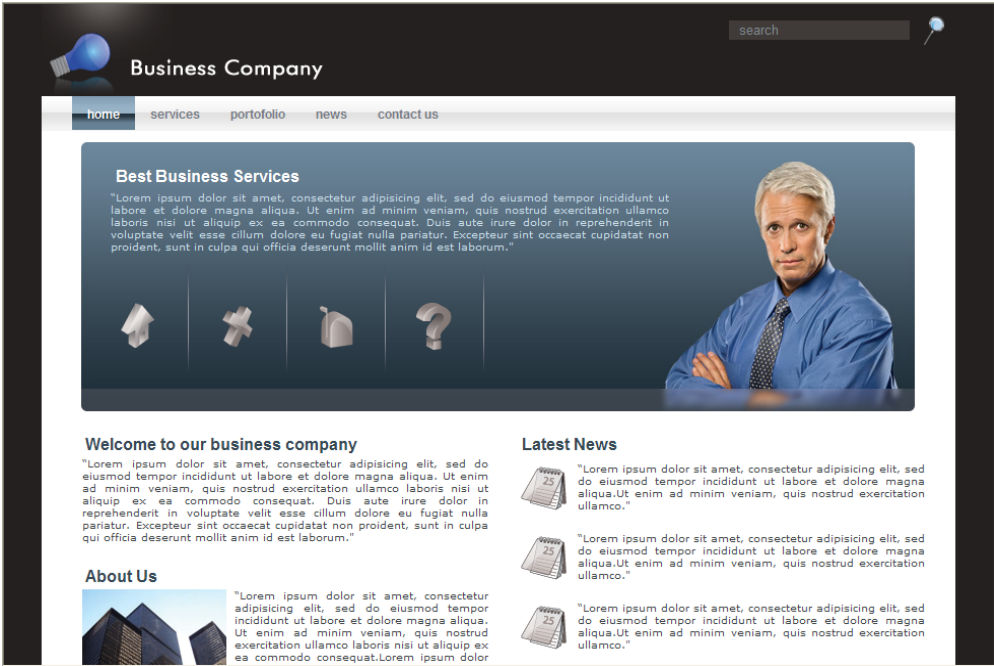 search
Business Company
home services portofolio news contact us
Best Business Services
"Lorem ipsum dolor sit amet, consectetur adipisicing elit, sed do eiusmod tempor incididunt ut
labore et dolore magna aliqua. Ut enim ad minim veniam, quis nostrud exercitation ullamco
laboris nisi ut aliquip ex ea commodo consequat. Duis aute irure dolor in reprehenderit in
voluptate velit esse cillum dolore eu fugiat nulla pariatur. Excepteur sint occaecat cupidatat non
proident, sunt in culpa qui officia deserunt mollit anim id est laborum."
Welcome to our business company
"Lorem ipsum dolor sit amet, consectetur adipisicing elit, sed do
eiusmod tempor incididunt ut labore et dolore magna aliqua. Ut enim
ad minim veniam, quis nostrud exercitation ullamco laboris nisi ut
aliquip ex ea commodo consequat. Duis aute irure dolor in
reprehenderit in voluptate velit esse cillum dolore eu fugiat nulla
pariatur. Excepteur sint occaecat cupidatat non proident, sunt in culpa
qui officia deserunt mollit anim id est laborum."
About Us
"Lorem ipsum dolor sit amet, consectetur
adipisicing elit, sed do eiusmod tempor
incididunt ut labore et dolore magna aliqua.
Ut enim ad minim veniam, quis nostrud
exercitation ullamco laboris nisi ut aliquip ex
ea commodo consequat.Lorem ipsum dolor
Latest News
25
"Lorem ipsum dolor sit amet, consectetur adipisicing elit, sed
do eiusmod tempor incididunt ut labore et dolore magna
aliqua.Ut enim ad minim veniam, quis nostrud exercitation
ullamco."
25
"Lorem ipsum dolor sit amet, consectetur adipisicing elit, sed
do eiusmod tempor incididunt ut labore et dolore magna
aliqua.Ut enim ad minim veniam, quis nostrud exercitation
ullamco."
25
"Lorem ipsum dolor sit amet, consectetur adipisicing elit, sed
do eiusmod tempor incididunt ut labore et dolore magna
aliqua.Ut enim ad minim veniam, quis nostrud exercitation
ullamco."